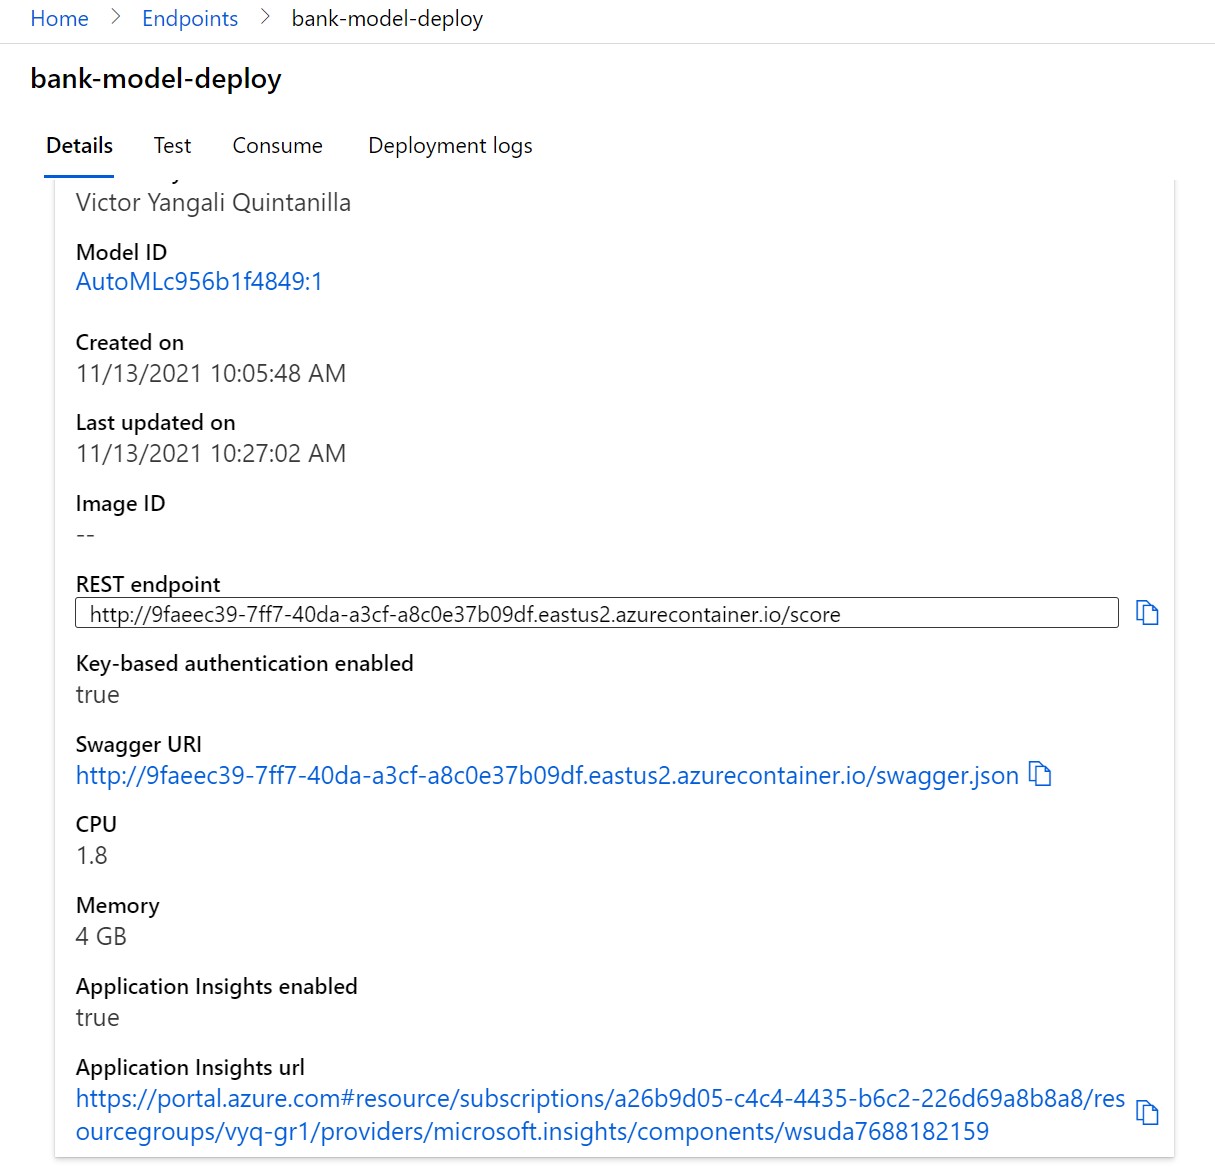 Home > Endpoints > bank-model-deploy
bank-model-deploy
Details Test Consume Deployment logs
Victor Yangali Quintanilla
Model ID
AutoMLc956b1f4849:1
Created on
11/13/2021 10:05:48 AM
Last updated on
11/13/2021 10:27:02 AM
Image ID
--
REST endpoint
http://9faeec39-7ff7-40da-a3cf-a8c0e37b09df.eastus2.azurecontainer.io/score
Key-based authentication enabled
true
Swagger URI
http://9faeec39-7ff7-40da-a3cf-a8c0e37b09df.eastus2.azurecontainer.io/swagger.json
CPU
1.8
Memory
4 GB
Application Insights enabled
true
Application Insights url
https://portal.azure.com#resource/subscriptions/a26b9d05-c4c4-4435-b6c2-226d69a8b8a8/res
ourcegroups/vyq-gr1/providers/microsoft.insights/components/wsuda7688182159